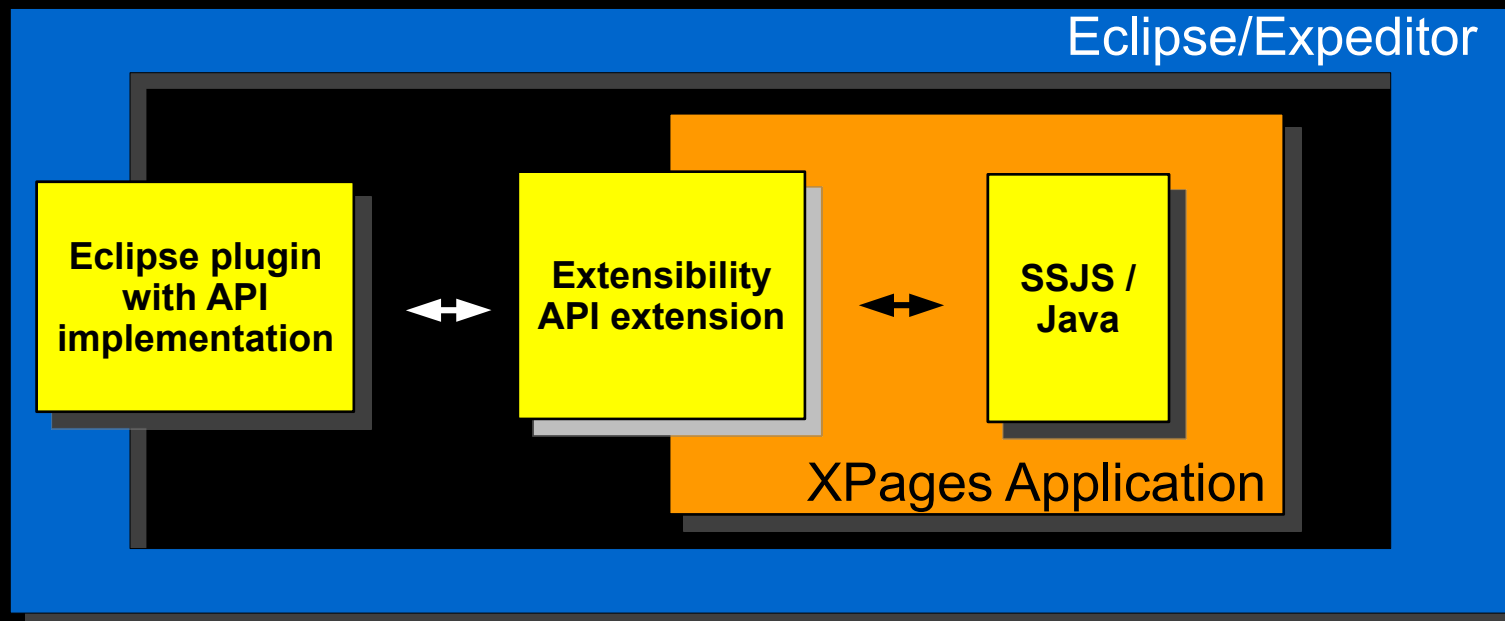 Eclipse/Expeditor
Eclipse plugin
with API
implementation
Extensibility
API extension
SSJS /
Java
XPages Application